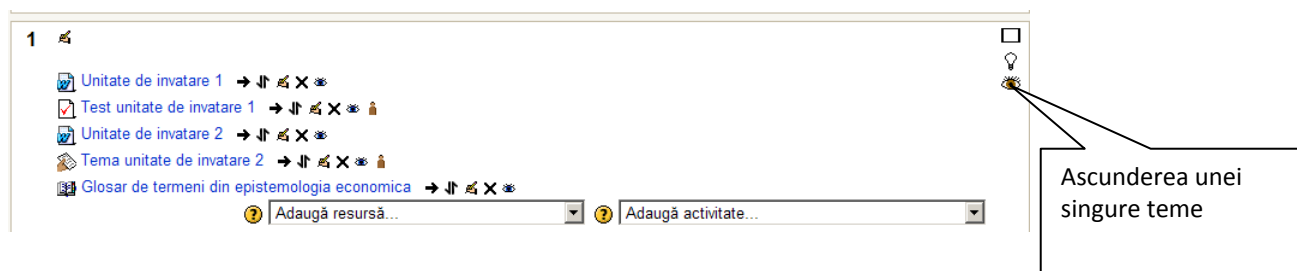 1
Unitate de invatare 1
Test unitate de invatare 1
Unitate de invatare 2
Tema unitate de invatare 2
Glosar de termeni din epistemologia economica
Adaugă resursă... Adaugă activitate...
Ascunderea unei
singure teme